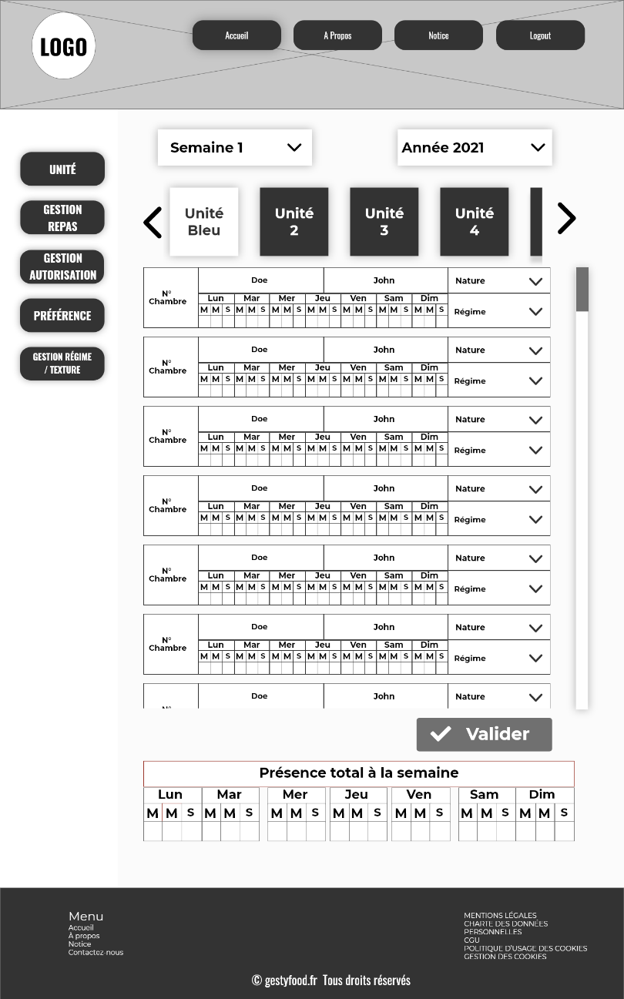 LOGO
Accueil A Propos Notice Logout
Semaine 1 Année 2021
UNITÉ
GESTION
REPAS
GESTION
AUTORISATION
PRÉFÉRENCE
GESTION RÉGIME
/ TEXTURE
Unité
Bleu
Unité
2
Unité
3
Unité
4
N°
Chambre
Doe John Nature
Lun Mar Mer Jeu Ven Sam Dim
M M S M M S M M S M M S M M S M M S M M S
Régime
N°
Chambre
Doe John Nature
Lun Mar Mer Jeu Ven Sam Dim
M M S M M S M M S M M S M M S M M S M M S
Régime
N°
Chambre
Doe John Nature
Lun Mar Mer Jeu Ven Sam Dim
M M S M M S M M S M M S M M S M M S M M S
Régime
N°
Chambre
Doe John Nature
Lun Mar Mer Jeu Ven Sam Dim
M M S M M S M M S M M S M M S M M S M M S
Régime
N°
Chambre
Doe John Nature
Lun Mar Mer Jeu Ven Sam Dim
M M S M M S M M S M M S M M S M M S M M S
Régime
N°
Chambre
Doe John Nature
Lun Mar Mer Jeu Ven Sam Dim
M M S M M S M M S M M S M M S M M S M M S
Régime
Doe John Nature
N°
Valider
Présence total à la semaine
Lun Mar Mer Jeu Ven Sam Dim
M M S M M S M M S M M S M M S M M S M M S
Menu
Accueil
À propos
Notice
Contactez-nous
MENTIONS LÉGALES
CHARTE DES DONNÉES
PERSONNELLES
CGU
POLITIQUE D'USAGE DES COOKIES
GESTION DES COOKIES
© gestyfood.fr Tous droits réservés